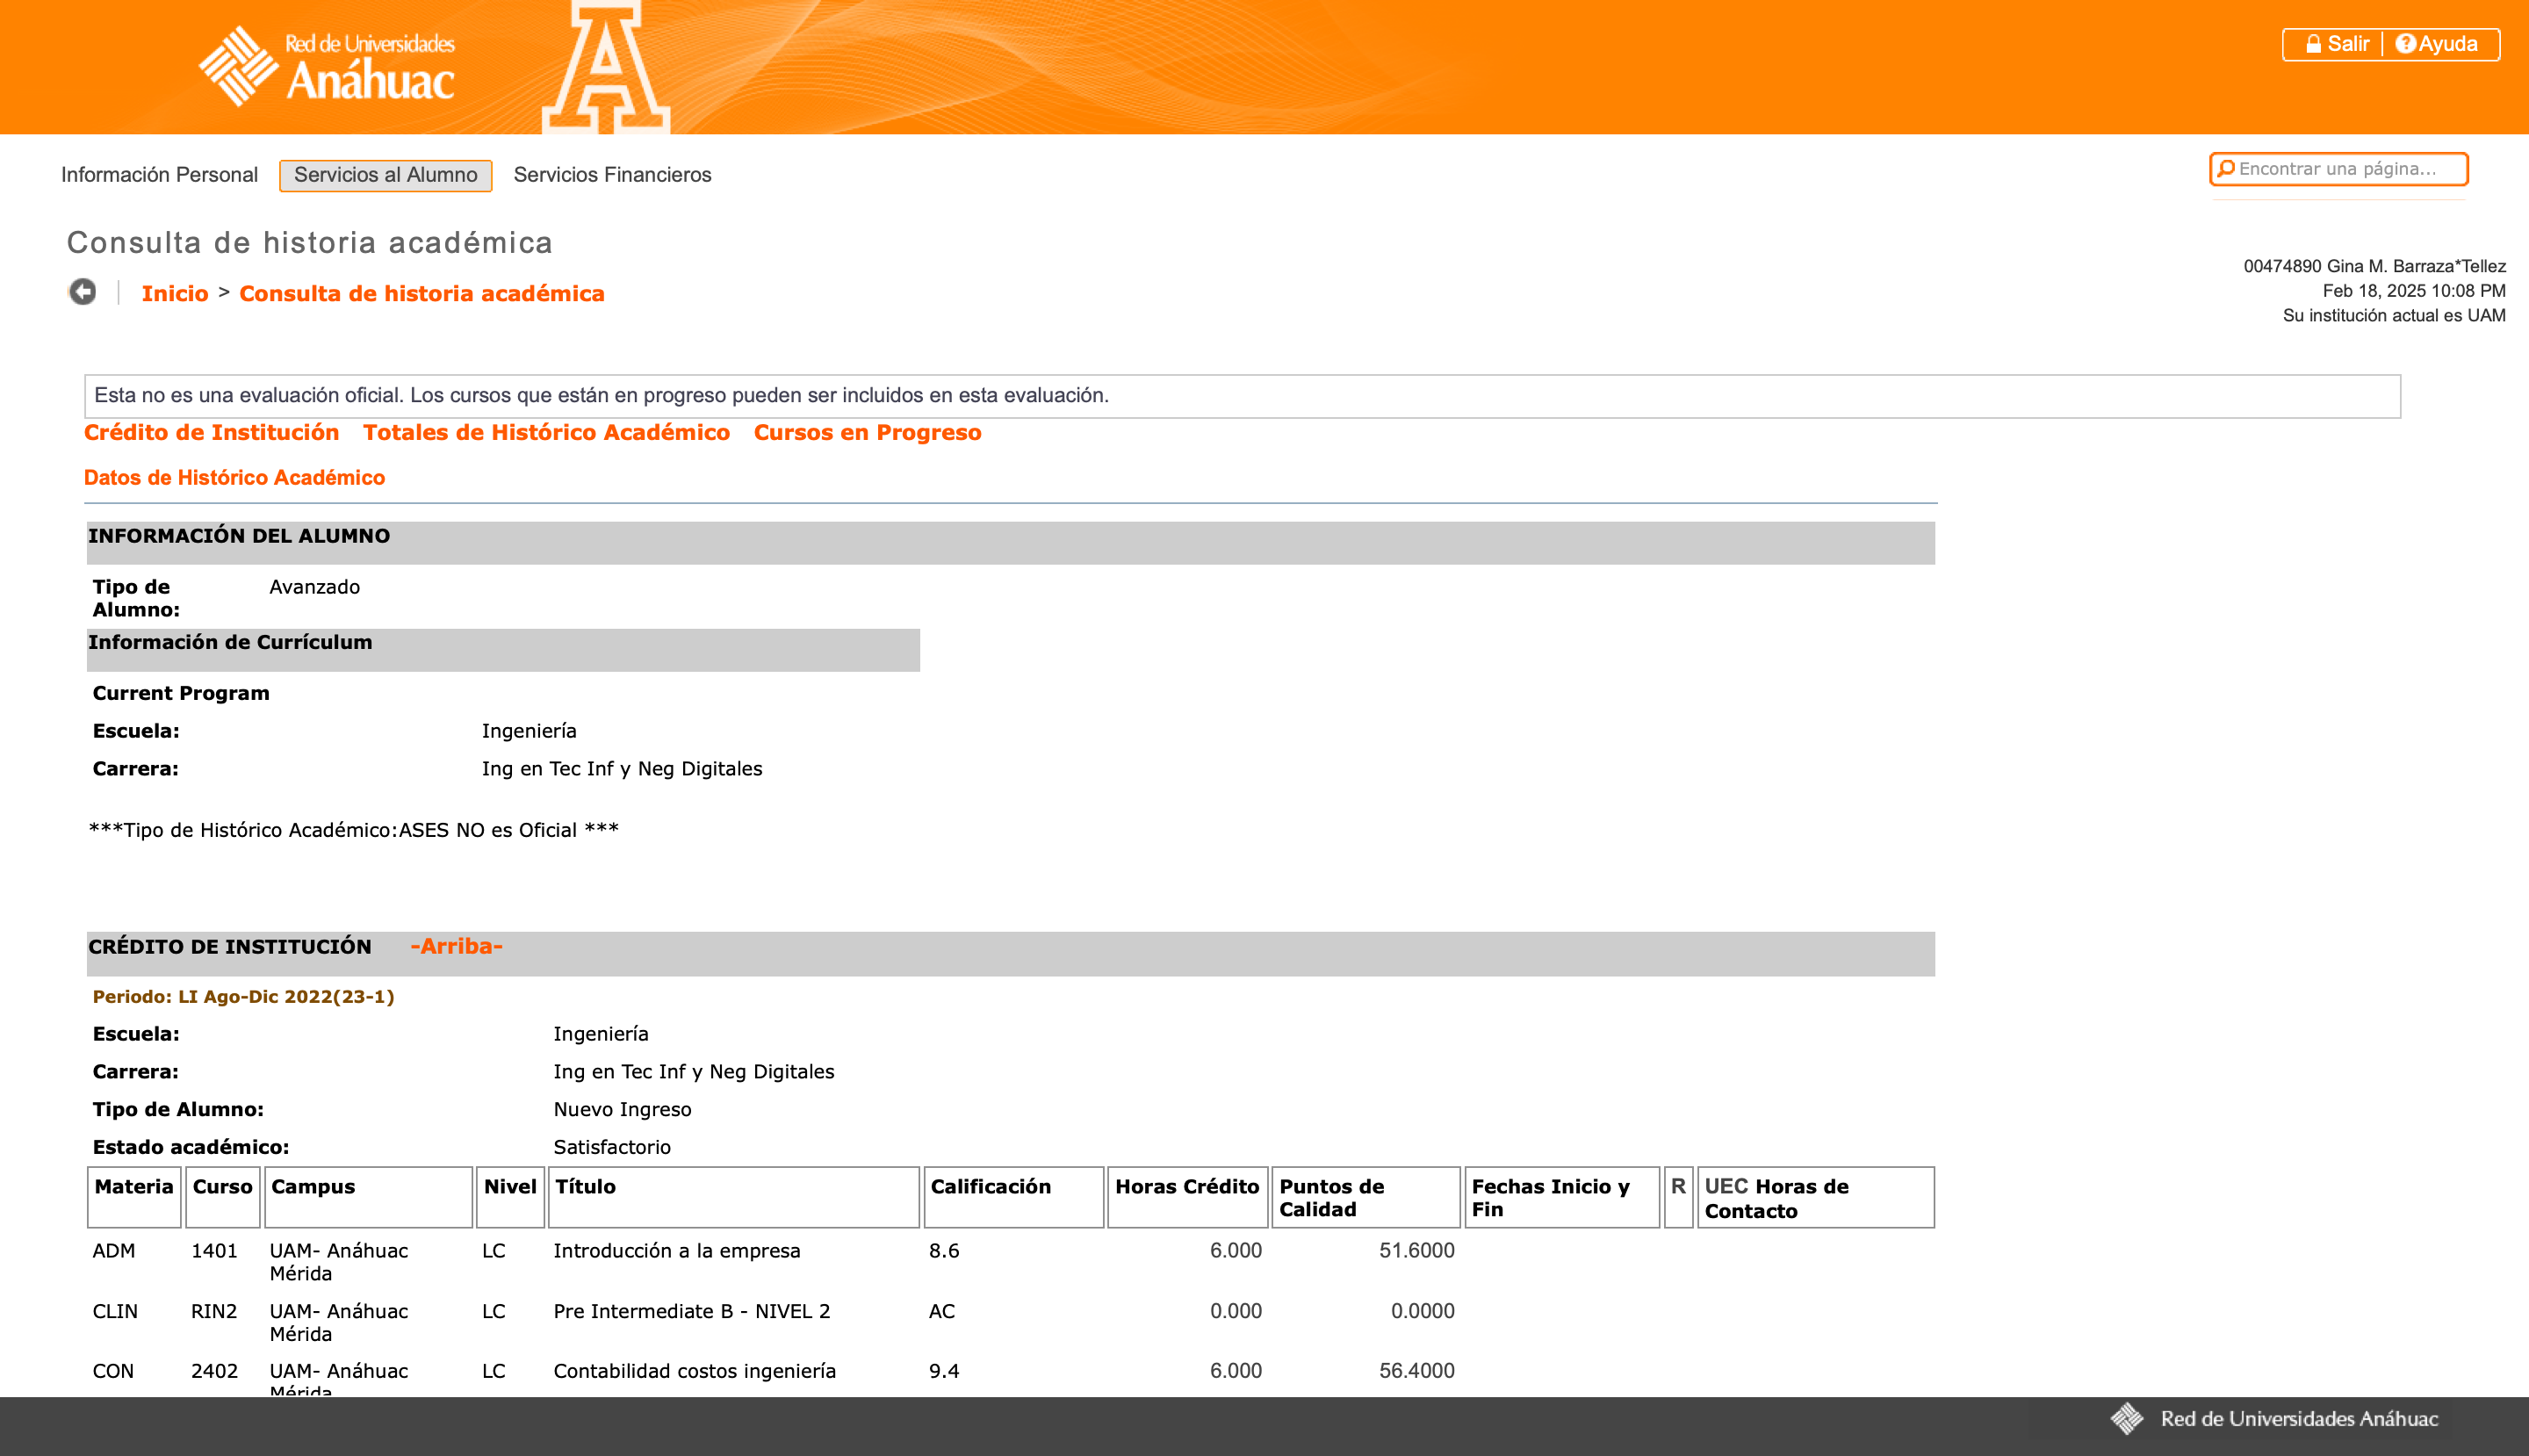 Red de Universidades
Anáhuac
A
Salir
Ayuda
Información Personal
Servicios al Alumno
Servicios Financieros
Encontrar una página...
Consulta de historia académica
Inicio > Consulta de historia académica
00474890 Gina M. Barraza*Tellez
Feb 18, 2025 10:08 PM
Su institución actual es UAM
Esta no es una evaluación oficial. Los cursos que están en progreso pueden ser incluidos en esta evaluación.
Crédito de Institución Totales de Histórico Académico Cursos en Progreso
Datos de Histórico Académico
INFORMACIÓN DEL ALUMNO
Tipo de Alumno: Avanzado
Información de Currículum
Current Program
Escuela: Ingeniería
Carrera: Ing en Tec Inf y Neg Digitales
***Tipo de Histórico Académico:ASES NO es Oficial ***
CRÉDITO DE INSTITUCIÓN -Arriba-
Periodo: LI Ago-Dic 2022(23-1)
Escuela: Ingeniería
Carrera: Ing en Tec Inf y Neg Digitales
Tipo de Alumno: Nuevo Ingreso
Estado académico: Satisfactorio
Materia Curso Campus Nivel Título Calificación Horas Crédito Puntos de Calidad Fechas Inicio y Fin R UEC Horas de Contacto
ADM 1401 UAM- Anáhuac Mérida LC Introducción a la empresa 8.6 6.000 51.6000
CLIN RIN2 UAM- Anáhuac Mérida LC Pre Intermediate B - NIVEL 2 AC 0.000 0.0000
CON 2402 UAM- Anáhuac Mérida LC Contabilidad costos ingeniería 9.4 6.000 56.4000
Red de Universidades Anáhuac